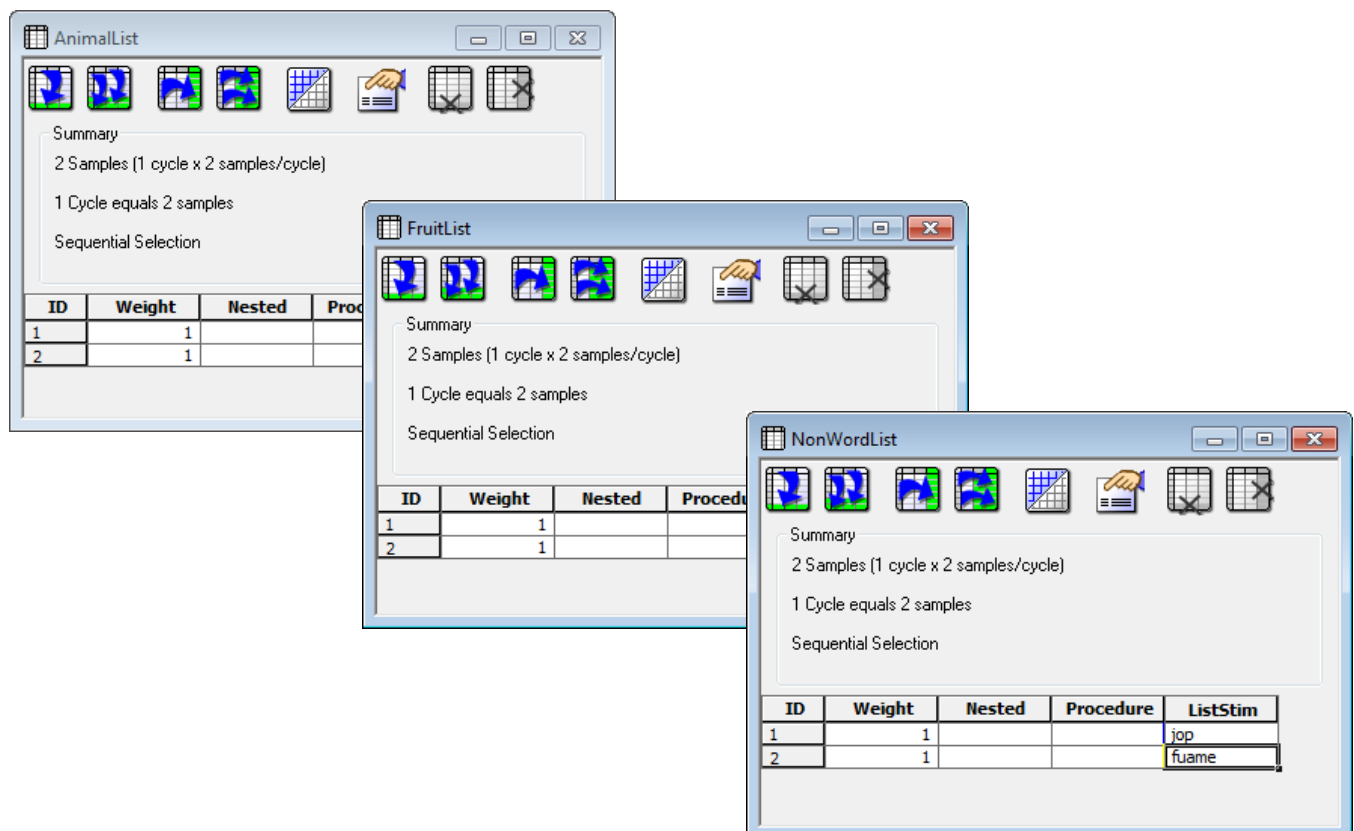 AnimalList
Summary
2 Samples (1 cycle x 2 samples/cycle)
1 Cycle equals 2 samples
Sequential Selection
ID Weight Nested Proc
1 1
2 1
FruitList
Summary
2 Samples (1 cycle x 2 samples/cycle)
1 Cycle equals 2 samples
Sequential Selection
ID Weight Nested Procedu
1 1
2 1
NonWordList
Summary
2 Samples (1 cycle x 2 samples/cycle)
1 Cycle equals 2 samples
Sequential Selection
ID Weight Nested Procedure ListStim
1 1 jop
2 1 fuame